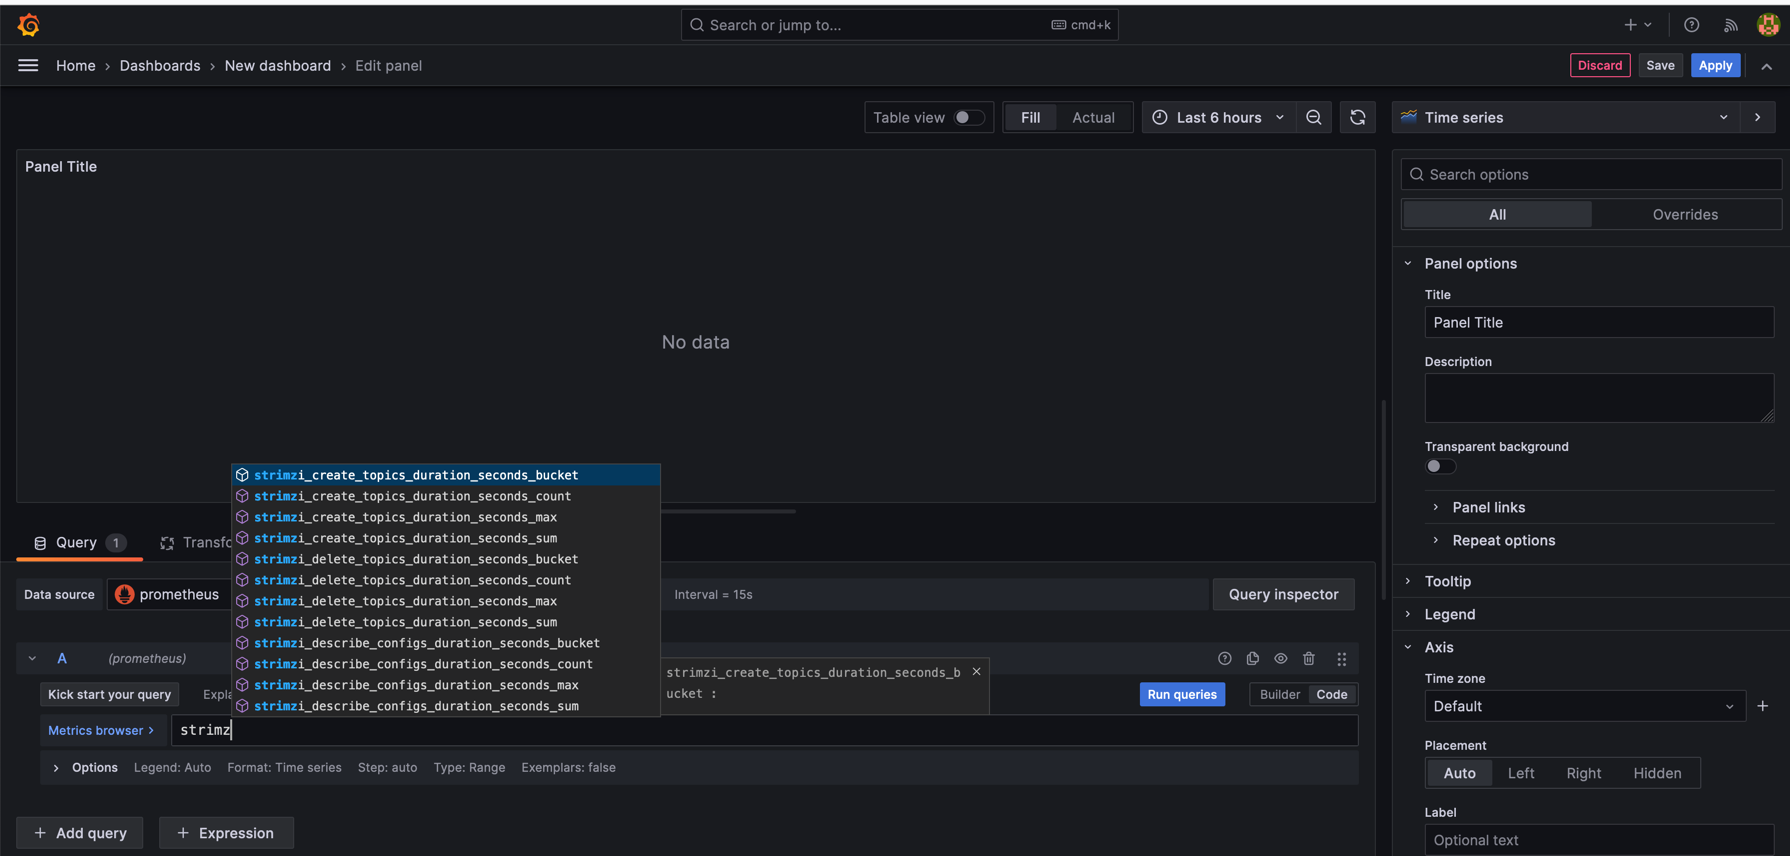 Search or jump to... cmd+k
Home › Dashboards › New dashboard › Edit panel
Discard Save Apply
Table view Fill Actual Last 6 hours
Time series
Panel Title
No data
Search options
All Overrides
Panel options
Title
Panel Title
Description
Transparent background
Panel links
Repeat options
Tooltip
Legend
Axis
Time zone
Default
Placement
Auto Left Right Hidden
Label
Optional text
Query 1 Transfo
Data source prometheus
Interval = 15s Query inspector
A (prometheus)
Kick start your query Expla
Run queries Builder Code
strimzi_create_topics_duration_seconds_bucket
strimzi_create_topics_duration_seconds_count
strimzi_create_topics_duration_seconds_max
strimzi_create_topics_duration_seconds_sum
strimzi_delete_topics_duration_seconds_bucket
strimzi_delete_topics_duration_seconds_count
strimzi_delete_topics_duration_seconds_max
strimzi_delete_topics_duration_seconds_sum
strimzi_describe_configs_duration_seconds_bucket
strimzi_describe_configs_duration_seconds_count
strimzi_describe_configs_duration_seconds_max
strimzi_describe_configs_duration_seconds_sum
strimzi_create_topics_duration_seconds_b
ucket :
Metrics browser > strimz
Options Legend: Auto Format: Time series Step: auto Type: Range Exemplars: false
+ Add query + Expression